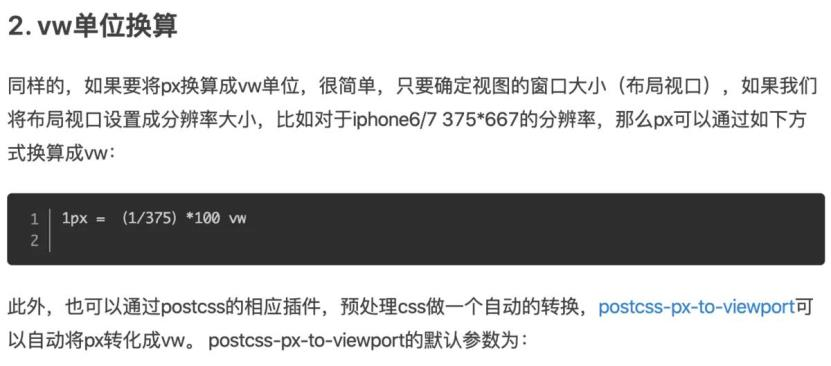 2. vw单位换算
同样的，如果要将px换算成vw单位，很简单，只要确定视图的窗口大小（布局视口），如果我们
将布局视口设置成分辨率大小，比如对于iphone6/7 375*667的分辨率，那么px可以通过如下方
式换算成vw：
1 1px = （1/375）*100 vw
2
此外，也可以通过postcss的相应插件，预处理css做一个自动的转换，postcss-px-to-viewport可
以自动将px转化成vw。 postcss-px-to-viewport的默认参数为：